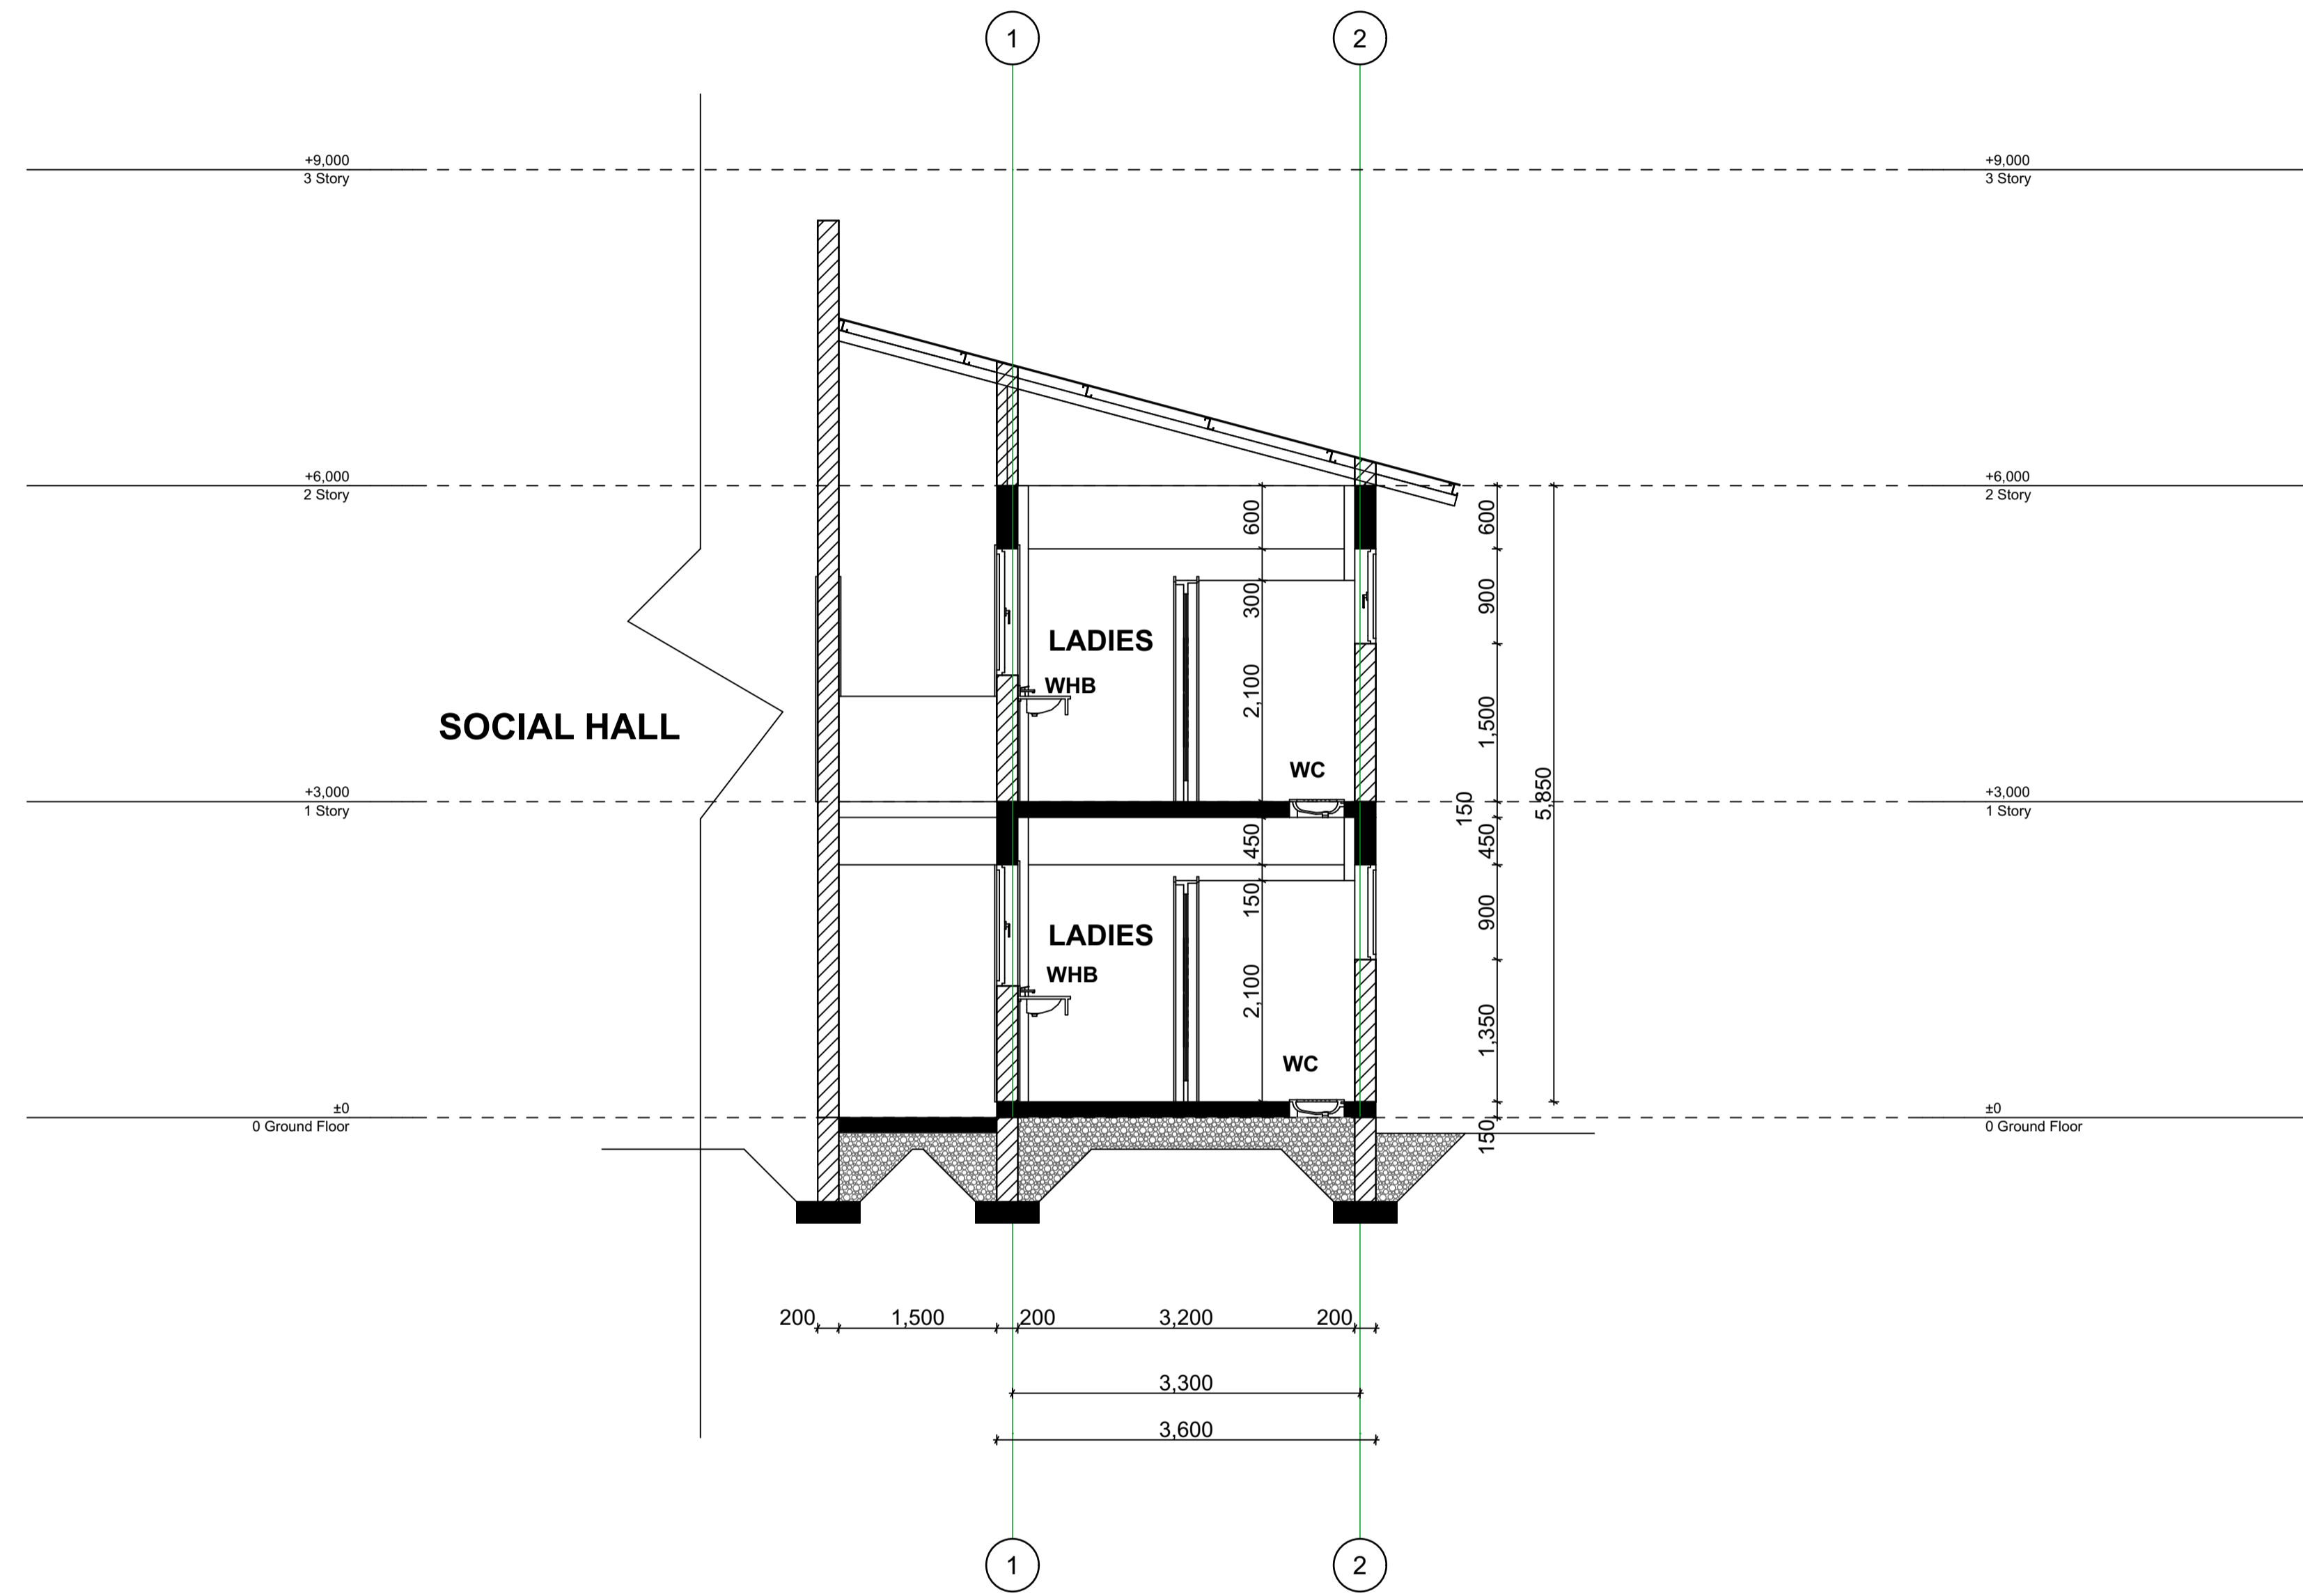 1 2
+9,000 +9,000
3 Story 3 Story
+6,000 +6,000
2 Story 2 Story
600 600
300 900
LADIES
WHB
2,100
SOCIAL HALL
1,500
WC
+3,000 +3,000
1 Story 1 Story
150 5,850
450 450
150 900
LADIES
WHB
2,100
1,350
WC
±0 ±0
0 Ground Floor 0 Ground Floor
150
200 1,500 200 3,200 200
3,300
3,600
1 2